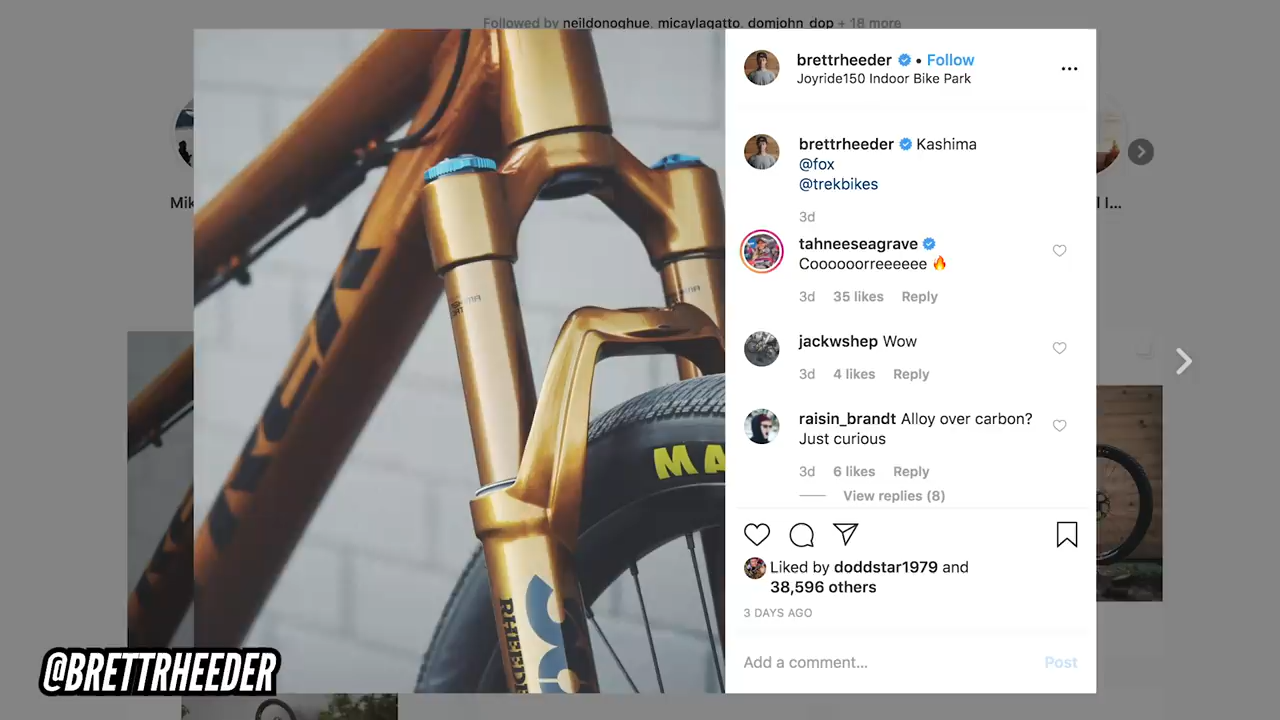 Followed by neildonoghue, micaylagatto, domjohn_dop + 18 more
brettrheeder • Follow
Joyride150 Indoor Bike Park
brettrheeder Kashima
@fox
@trekbikes
3d
tahneeseagrave
Coooooorreeeeee 🔥
3d 35 likes Reply
jackwshep Wow
3d 4 likes Reply
raisin_brandt Alloy over carbon?
Just curious
3d 6 likes Reply
View replies (8)
Liked by doddstar1979 and
38,596 others
3 DAYS AGO
Add a comment... Post
Mik
l I...
MA
RHEEDER
@BRETTRHEEDER